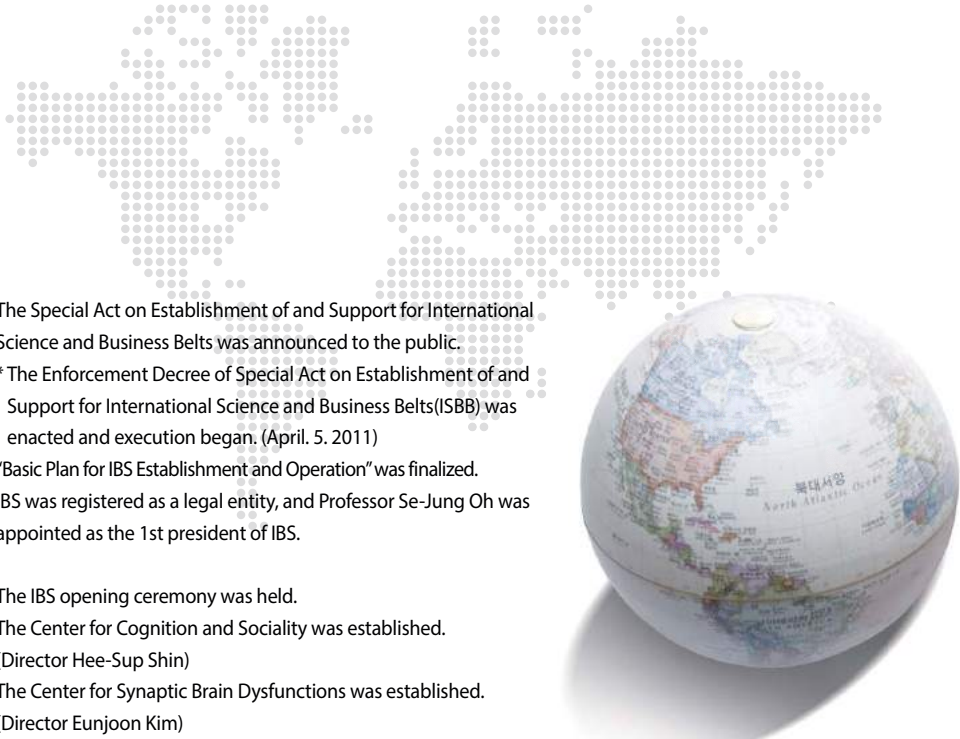 The Special Act on Establishment of and Support for International
Science and Business Belts was announced to the public.
* The Enforcement Decree of Special Act on Establishment of and
Support for International Science and Business Belts(ISBB) was
enacted and execution began. (April. 5. 2011)
“Basic Plan for IBS Establishment and Operation” was finalized.
IBS was registered as a legal entity, and Professor Se-Jung Oh was
appointed as the 1st president of IBS.
The IBS opening ceremony was held.
The Center for Cognition and Sociality was established.
(Director Hee-Sup Shin)
The Center for Synaptic Brain Dysfunctions was established.
(Director Eunjoon Kim)
북대서양
North Atlantic Ocean